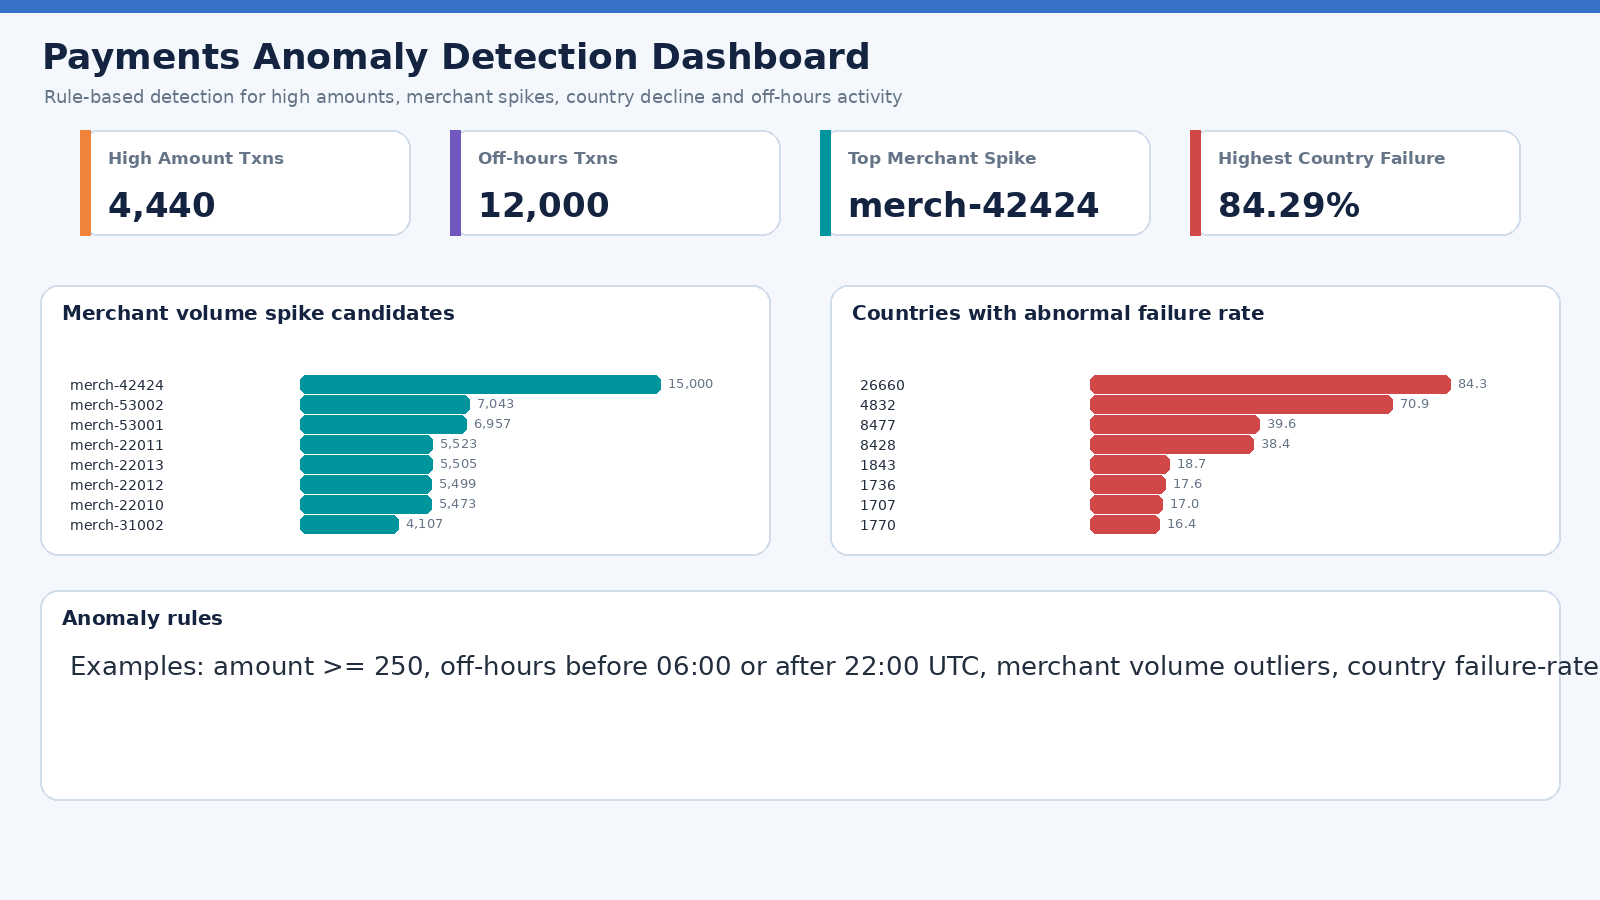 Payments Anomaly Detection Dashboard
Rule-based detection for high amounts, merchant spikes, country decline and off-hours activity
High Amount Txns
4,440
Off-hours Txns
12,000
Top Merchant Spike
merch-42424
Highest Country Failure
84.29%
Merchant volume spike candidates
merch-42424 15,000
merch-53002 7,043
merch-53001 6,957
merch-22011 5,523
merch-22013 5,505
merch-22012 5,499
merch-22010 5,473
merch-31002 4,107
Countries with abnormal failure rate
26660 84.3
4832 70.9
8477 39.6
8428 38.4
1843 18.7
1736 17.6
1707 17.0
1770 16.4
Anomaly rules
Examples: amount >= 250, off-hours before 06:00 or after 22:00 UTC, merchant volume outliers, country failure-rate